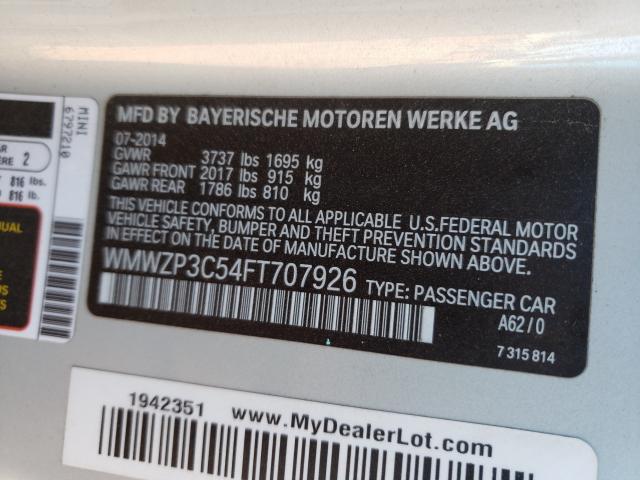 MFD BY BAYERISCHE MOTOREN WERKE AG
07-2014
GVWR 3737 lbs 1695 kg
GAWR FRONT 2017 lbs 915 kg
GAWR REAR 1786 lbs 810 kg
THIS VEHICLE CONFORMS TO ALL APPLICABLE U.S.FEDERAL MOTOR
VEHICLE SAFETY, BUMPER AND THEFT PREVENTION STANDARDS
IN EFFECT ON THE DATE OF MANUFACTURE SHOWN ABOVE.
WMWZP3C54FT707926 TYPE: PASSENGER CAR
A62/0
7 315 814
MINI
67997210
2
816 lbs.
816 lb.
1942351 www.MyDealerLot.com